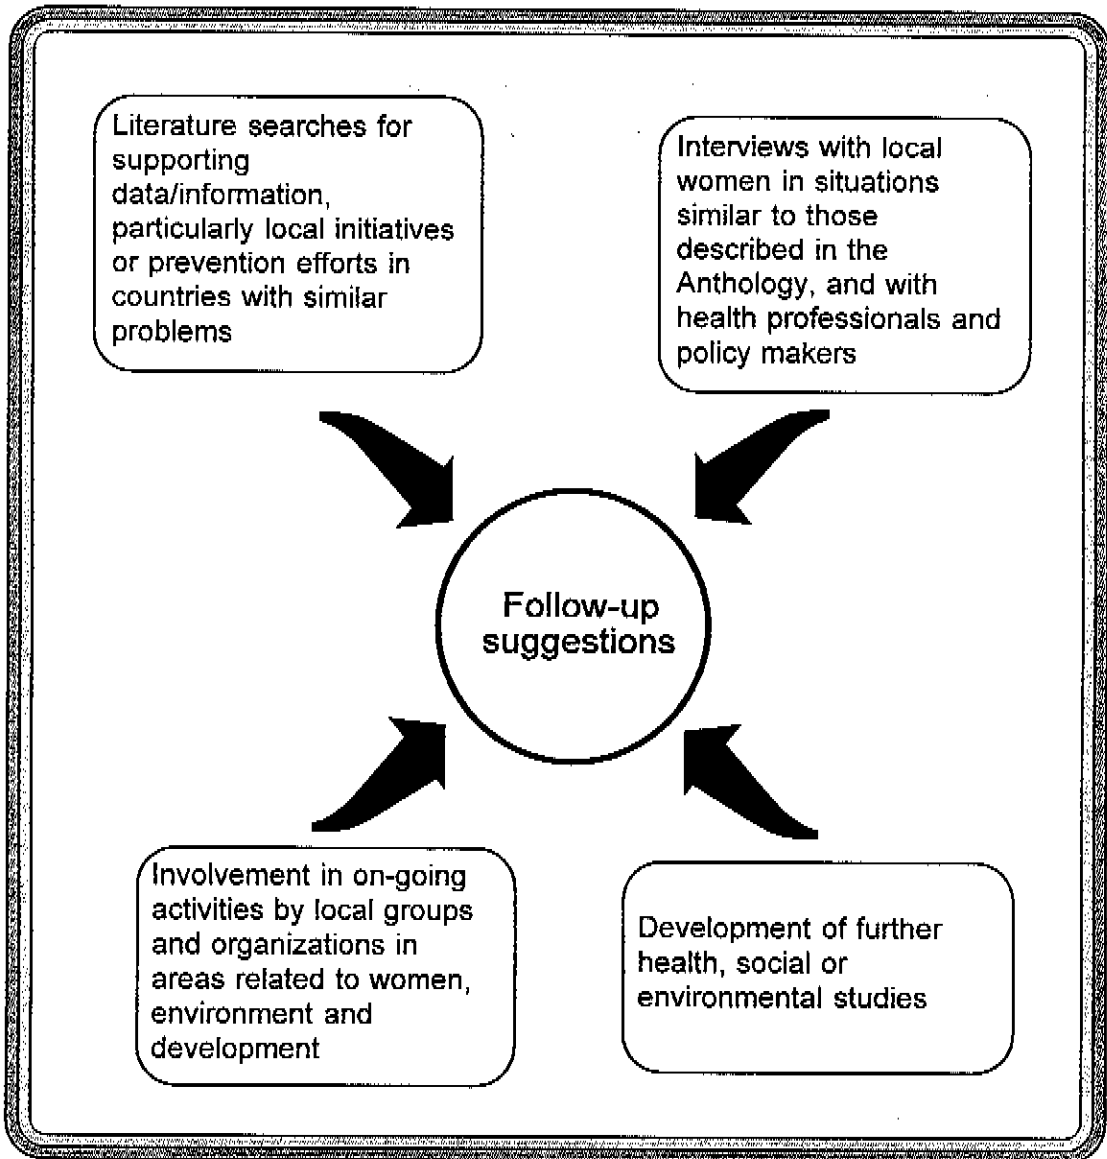 Literature searches for
supporting
data/information,
particularly local initiatives
or prevention efforts in
countries with similar
problems
Interviews with local
women in situations
similar to those
described in the
Anthology, and with
health professionals and
policy makers
Follow-up
suggestions
Involvement in on-going
activities by local groups
and organizations in
areas related to women,
environment and
development
Development of further
health, social or
environmental studies